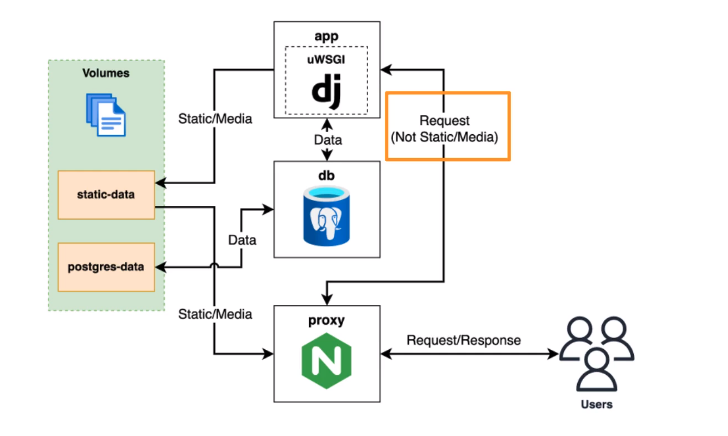 app
uWSGI
dj
Volumes
Static/Media
Request
(Not Static/Media)
Data
db
static-data
Data
postgres-data
Static/Media
proxy
N
Request/Response
Users